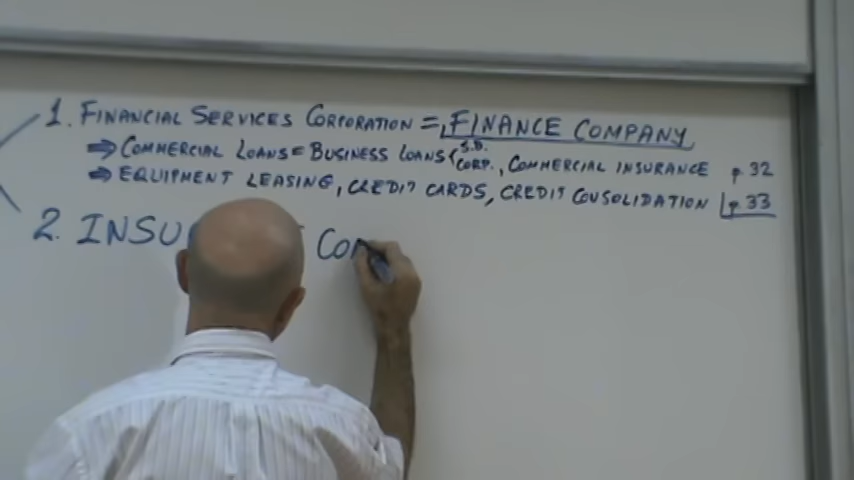 1. FINANCIAL SERVICES CORPORATION = FINANCE COMPANY
⇒ COMMERCIAL LOANS = BUSINESS LOANS { S.B. CORP., COMMERCIAL INSURANCE p.32
⇒ EQUIPMENT LEASING, CREDIT CARDS, CREDIT CONSOLIDATION p.33
2. INSU